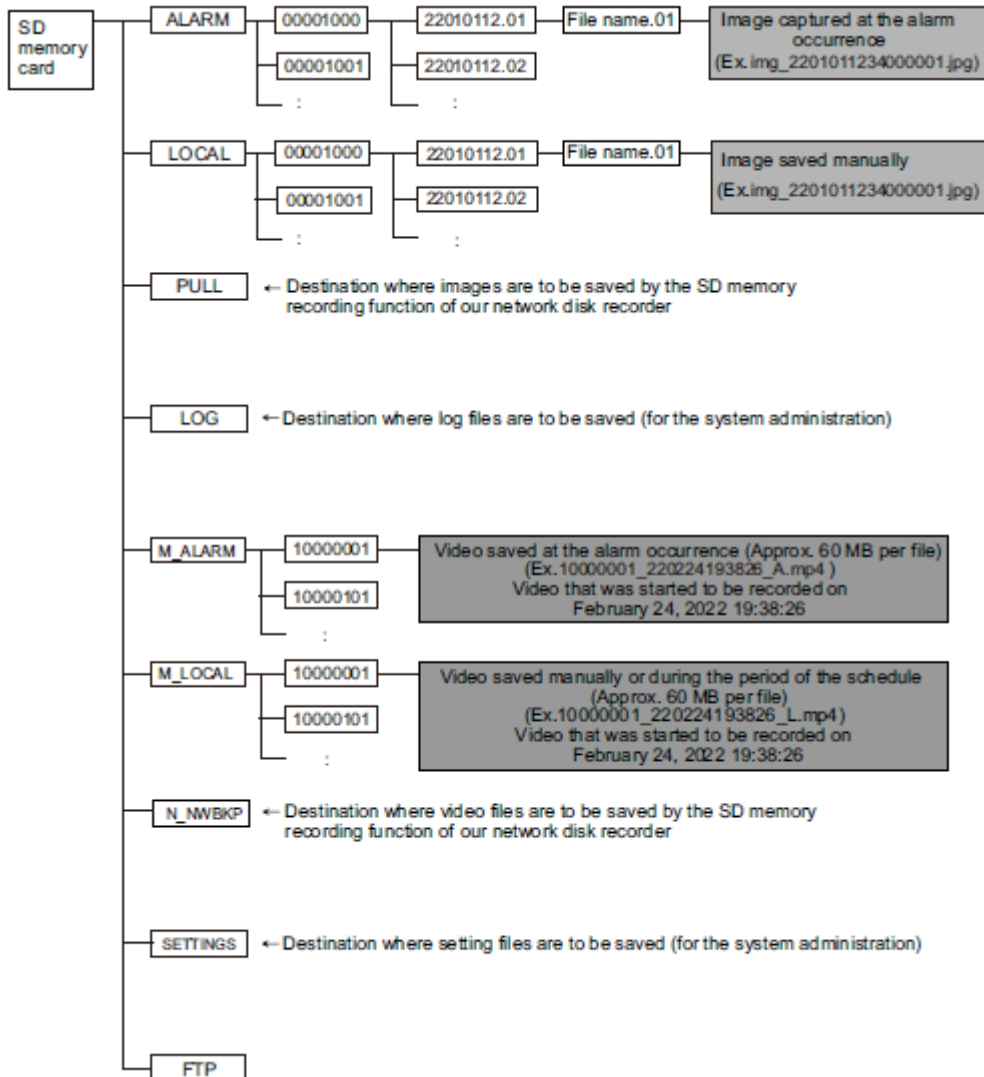 SD
memory
card
ALARM
00001000
22010112.01
File name.01
Image captured at the alarm
occurrence
(Ex.img_2201011234000001.jpg)
00001001
22010112.02
:
:
LOCAL
00001000
22010112.01
File name.01
Image saved manually
(Ex.img_2201011234000001.jpg)
00001001
22010112.02
:
:
PULL
← Destination where images are to be saved by the SD memory
recording function of our network disk recorder
LOG
← Destination where log files are to be saved (for the system administration)
M_ALARM
10000001
Video saved at the alarm occurrence (Approx. 60 MB per file)
(Ex.10000001_220224193826_A.mp4 )
Video that was started to be recorded on
February 24, 2022 19:38:26
10000101
:
M_LOCAL
10000001
Video saved manually or during the period of the schedule
(Approx. 60 MB per file)
(Ex.10000001_220224193826_L.mp4)
Video that was started to be recorded on
February 24, 2022 19:38:26
10000101
:
N_NWBKP
← Destination where video files are to be saved by the SD memory
recording function of our network disk recorder
SETTINGS
← Destination where setting files are to be saved (for the system administration)
FTP